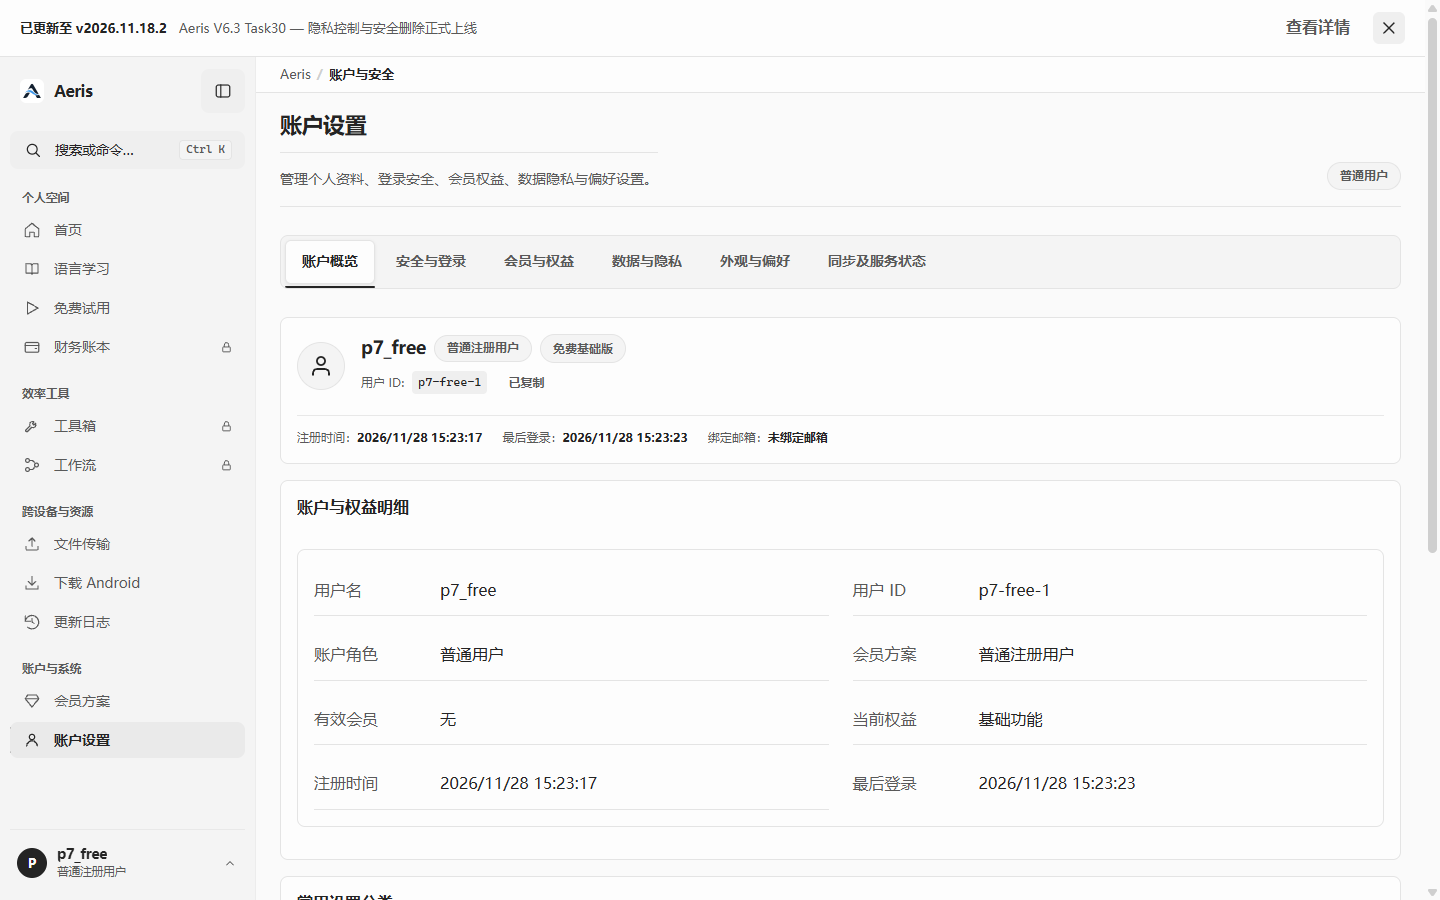 已更新至 v2026.11.18.2 Aeris V6.3 Task30 — 隐私控制与安全删除正式上线 查看详情
Aeris
搜索或命令... Ctrl K
个人空间
首页
语言学习
免费试用
财务账本
效率工具
工具箱
工作流
跨设备与资源
文件传输
下载 Android
更新日志
账户与系统
会员方案
账户设置
P p7_free
普通注册用户
Aeris / 账户与安全
账户设置
管理个人资料、登录安全、会员权益、数据隐私与偏好设置。
普通用户
账户概览 安全与登录 会员与权益 数据与隐私 外观与偏好 同步及服务状态
p7_free 普通注册用户 免费基础版
用户 ID: p7-free-1 已复制
注册时间: 2026/11/28 15:23:17 最后登录: 2026/11/28 15:23:23 绑定邮箱: 未绑定邮箱
账户与权益明细
用户名 p7_free 用户 ID p7-free-1
账户角色 普通用户 会员方案 普通注册用户
有效会员 无 当前权益 基础功能
注册时间 2026/11/28 15:23:17 最后登录 2026/11/28 15:23:23
常用设置分类